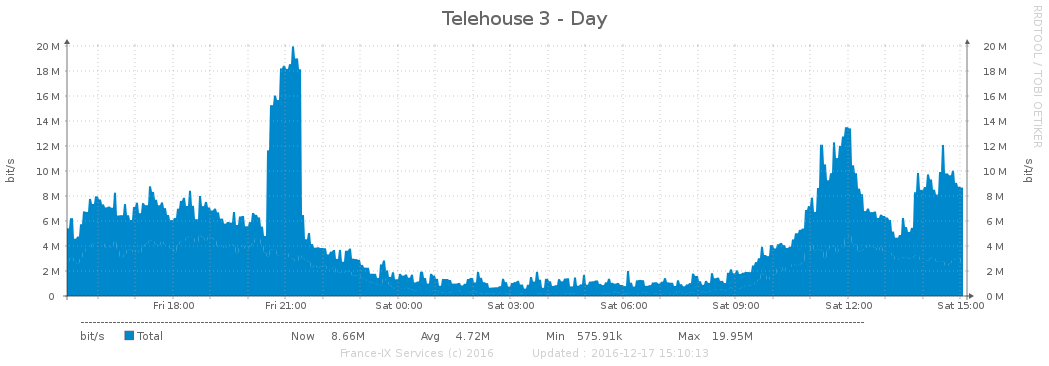 Telehouse 3 - Day
RRDTOOL / TOBI OETIKER
bit/s
20 M
18 M
16 M
14 M
12 M
10 M
8 M
6 M
4 M
2 M
0
20 M
18 M
16 M
14 M
12 M
10 M
8 M
6 M
4 M
2 M
0 M
bit/s
Fri 18:00 Fri 21:00 Sat 00:00 Sat 03:00 Sat 06:00 Sat 09:00 Sat 12:00 Sat 15:00
bit/s Total Now 8.66M Avg 4.72M Min 575.91k Max 19.95M
France-IX Services (c) 2016 Updated : 2016-12-17 15:10:13